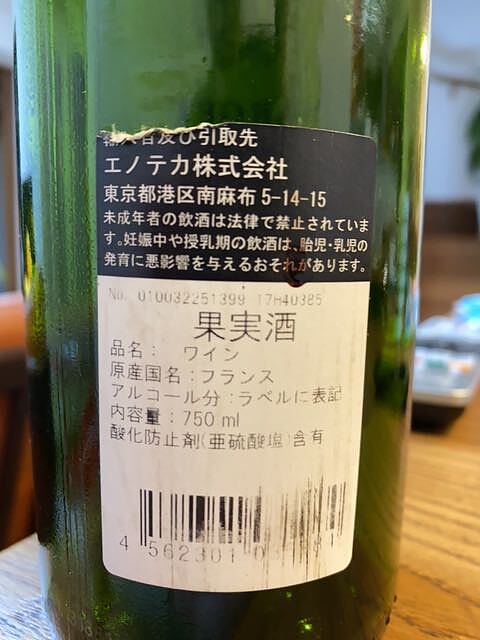 輸入者及び引取先
エノテカ株式会社
東京都港区南麻布5-14-15
未成年者の飲酒は法律で禁止されていま
す。妊娠中や授乳期の飲酒は、胎児・乳児の
発育に悪影響を与えるおそれがあります。
No. 010032251399 17H40385
果実酒
品名: ワイン
原産国名:フランス
アルコール分:ラベルに表記
内容量:750 ml
酸化防止剤(亜硫酸塩)含有
4 562301